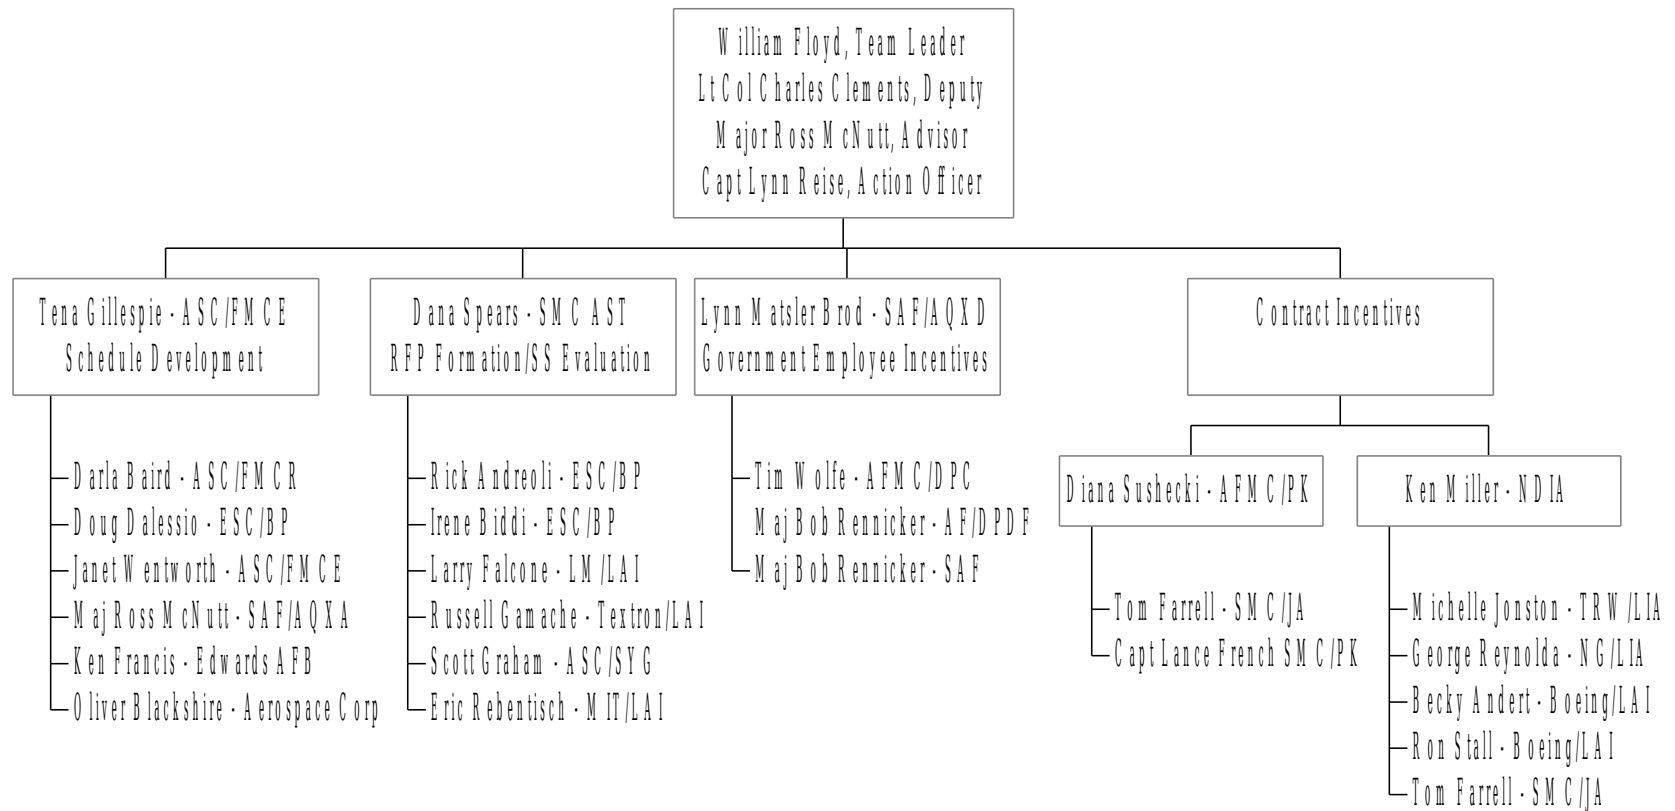 William Floyd, Team Leader
Lt Col Charles Clements, Deputy
Major Ross McNutt, Advisor
Capt Lynn Reise, Action Officer
Tena Gillespie - ASC/FMCE
Schedule Development
Darla Baird - ASC/FMCR
Doug Dalessio - ESC/BP
Janet Wentworth - ASC/FMCE
Maj Ross McNutt - SAF/AQXA
Ken Francis - Edwards AFB
Oliver Blackshire - Aerospace Corp
Dana Spears - SMC AST
RFP Formation/SS Evaluation
Rick Andreoli - ESC/BP
Irene Biddi - ESC/BP
Larry Falcone - LM/LAI
Russell Gamache - Textron/LAI
Scott Graham - ASC/SYG
Eric Rebentisch - MIT/LAI
Lynn Matsler Brod - SAF/AQXD
Government Employee Incentives
Tim Wolfe - AFMC/DPC
Maj Bob Rennicker - AF/DPDF
Maj Bob Rennicker - SAF
Contract Incentives
Diana Sushecki - AFMC/PK
Tom Farrell - SMC/JA
Capt Lance French SMC/PK
Ken Miller - NDIA
Michelle Jonston - TRW/LIA
George Reynolda - NG/LIA
Becky Andert - Boeing/LAI
Ron Stall - Boeing/LAI
Tom Farrell - SMC/JA